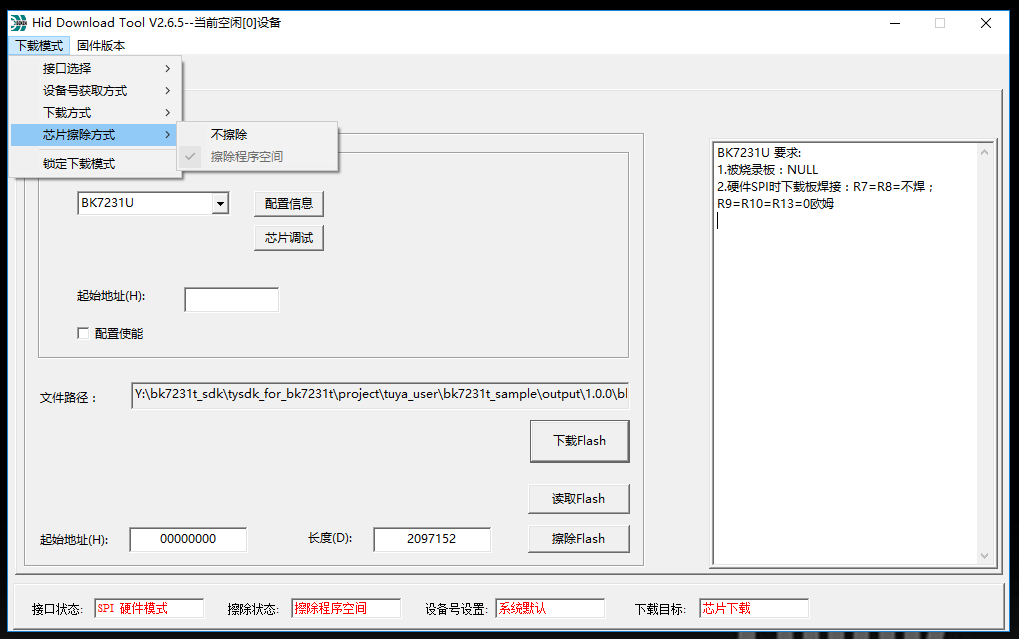 Hid Download Tool V2.6.5--当前空闲[0]设备
下载模式 固件版本
接口选择
设备号获取方式
下载方式
芯片擦除方式
锁定下载模式
不擦除
擦除程序空间
BK7231U
配置信息
芯片调试
起始地址(H):
配置使能
文件路径：
Y:\bk7231t_sdk\tysdk_for_bk7231t\project\tuya_user\bk7231t_sample\output\1.0.0\bl
下载Flash
读取Flash
起始地址(H): 00000000 长度(D): 2097152 擦除Flash
BK7231U 要求:
1.被烧录板：NULL
2.硬件SPI时下载板焊接：R7=R8=不焊；
R9=R10=R13=0欧姆
接口状态: SPI 硬件模式 擦除状态: 擦除程序空间 设备号设置: 系统默认 下载目标: 芯片下载